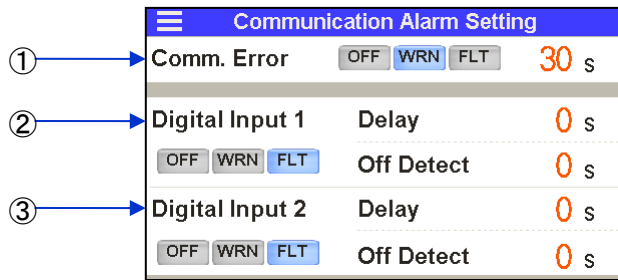 Communication Alarm Setting
① Comm. Error OFF WRN FLT 30 s
② Digital Input 1 Delay 0 s
OFF WRN FLT Off Detect 0 s
③ Digital Input 2 Delay 0 s
OFF WRN FLT Off Detect 0 s